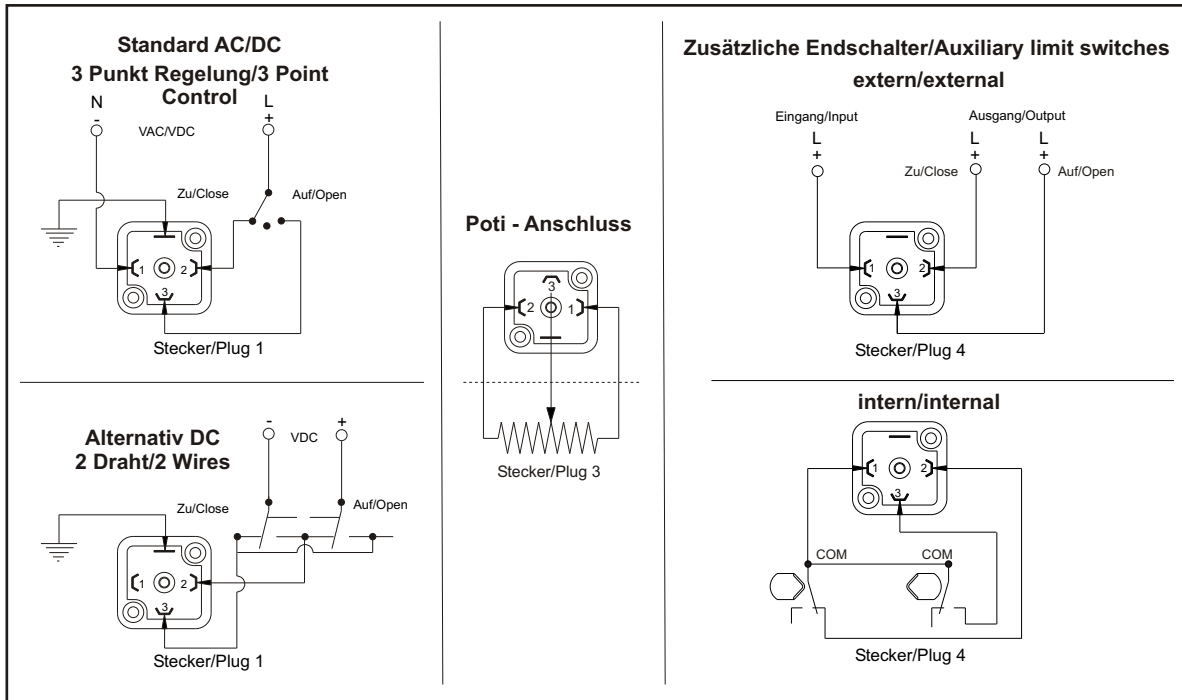 Standard AC/DC
3 Punkt Regelung/3 Point
Control
N
-
VAC/VDC
L
+
Zu/Close
Auf/Open
1
2
3
Stecker/Plug 1
Alternativ DC
2 Draht/2 Wires
-
VDC
+
Zu/Close
Auf/Open
1
2
3
Stecker/Plug 1
Poti - Anschluss
3
2
1
Stecker/Plug 3
Zusätzliche Endschalter/Auxiliary limit switches
extern/external
Eingang/Input
Ausgang/Output
L
L
L
+
+
+
Zu/Close
Auf/Open
1
2
3
Stecker/Plug 4
intern/internal
1
2
3
COM
COM
Stecker/Plug 4